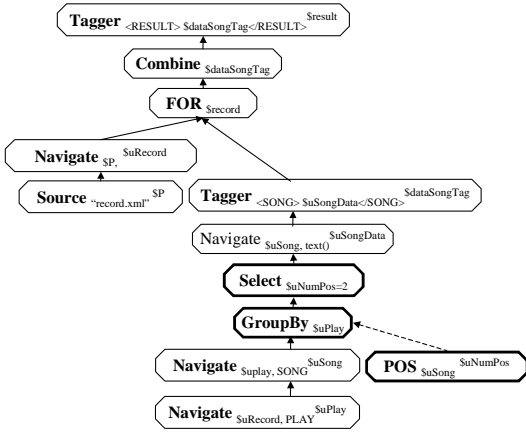 Tagger <RESULT> $dataSongTag</RESULT> $result
Combine $dataSongTag
FOR $record
Navigate $P, $uRecord
Source "record.xml" $P
Tagger <SONG> $uSongData</SONG> $dataSongTag
Navigate $uSong, text() $uSongData
Select $uNumPos=2
GroupBy $uPlay
Navigate $uplay, SONG $uSong
POS $uSong $uNumPos
Navigate $uRecord, PLAY $uPlay